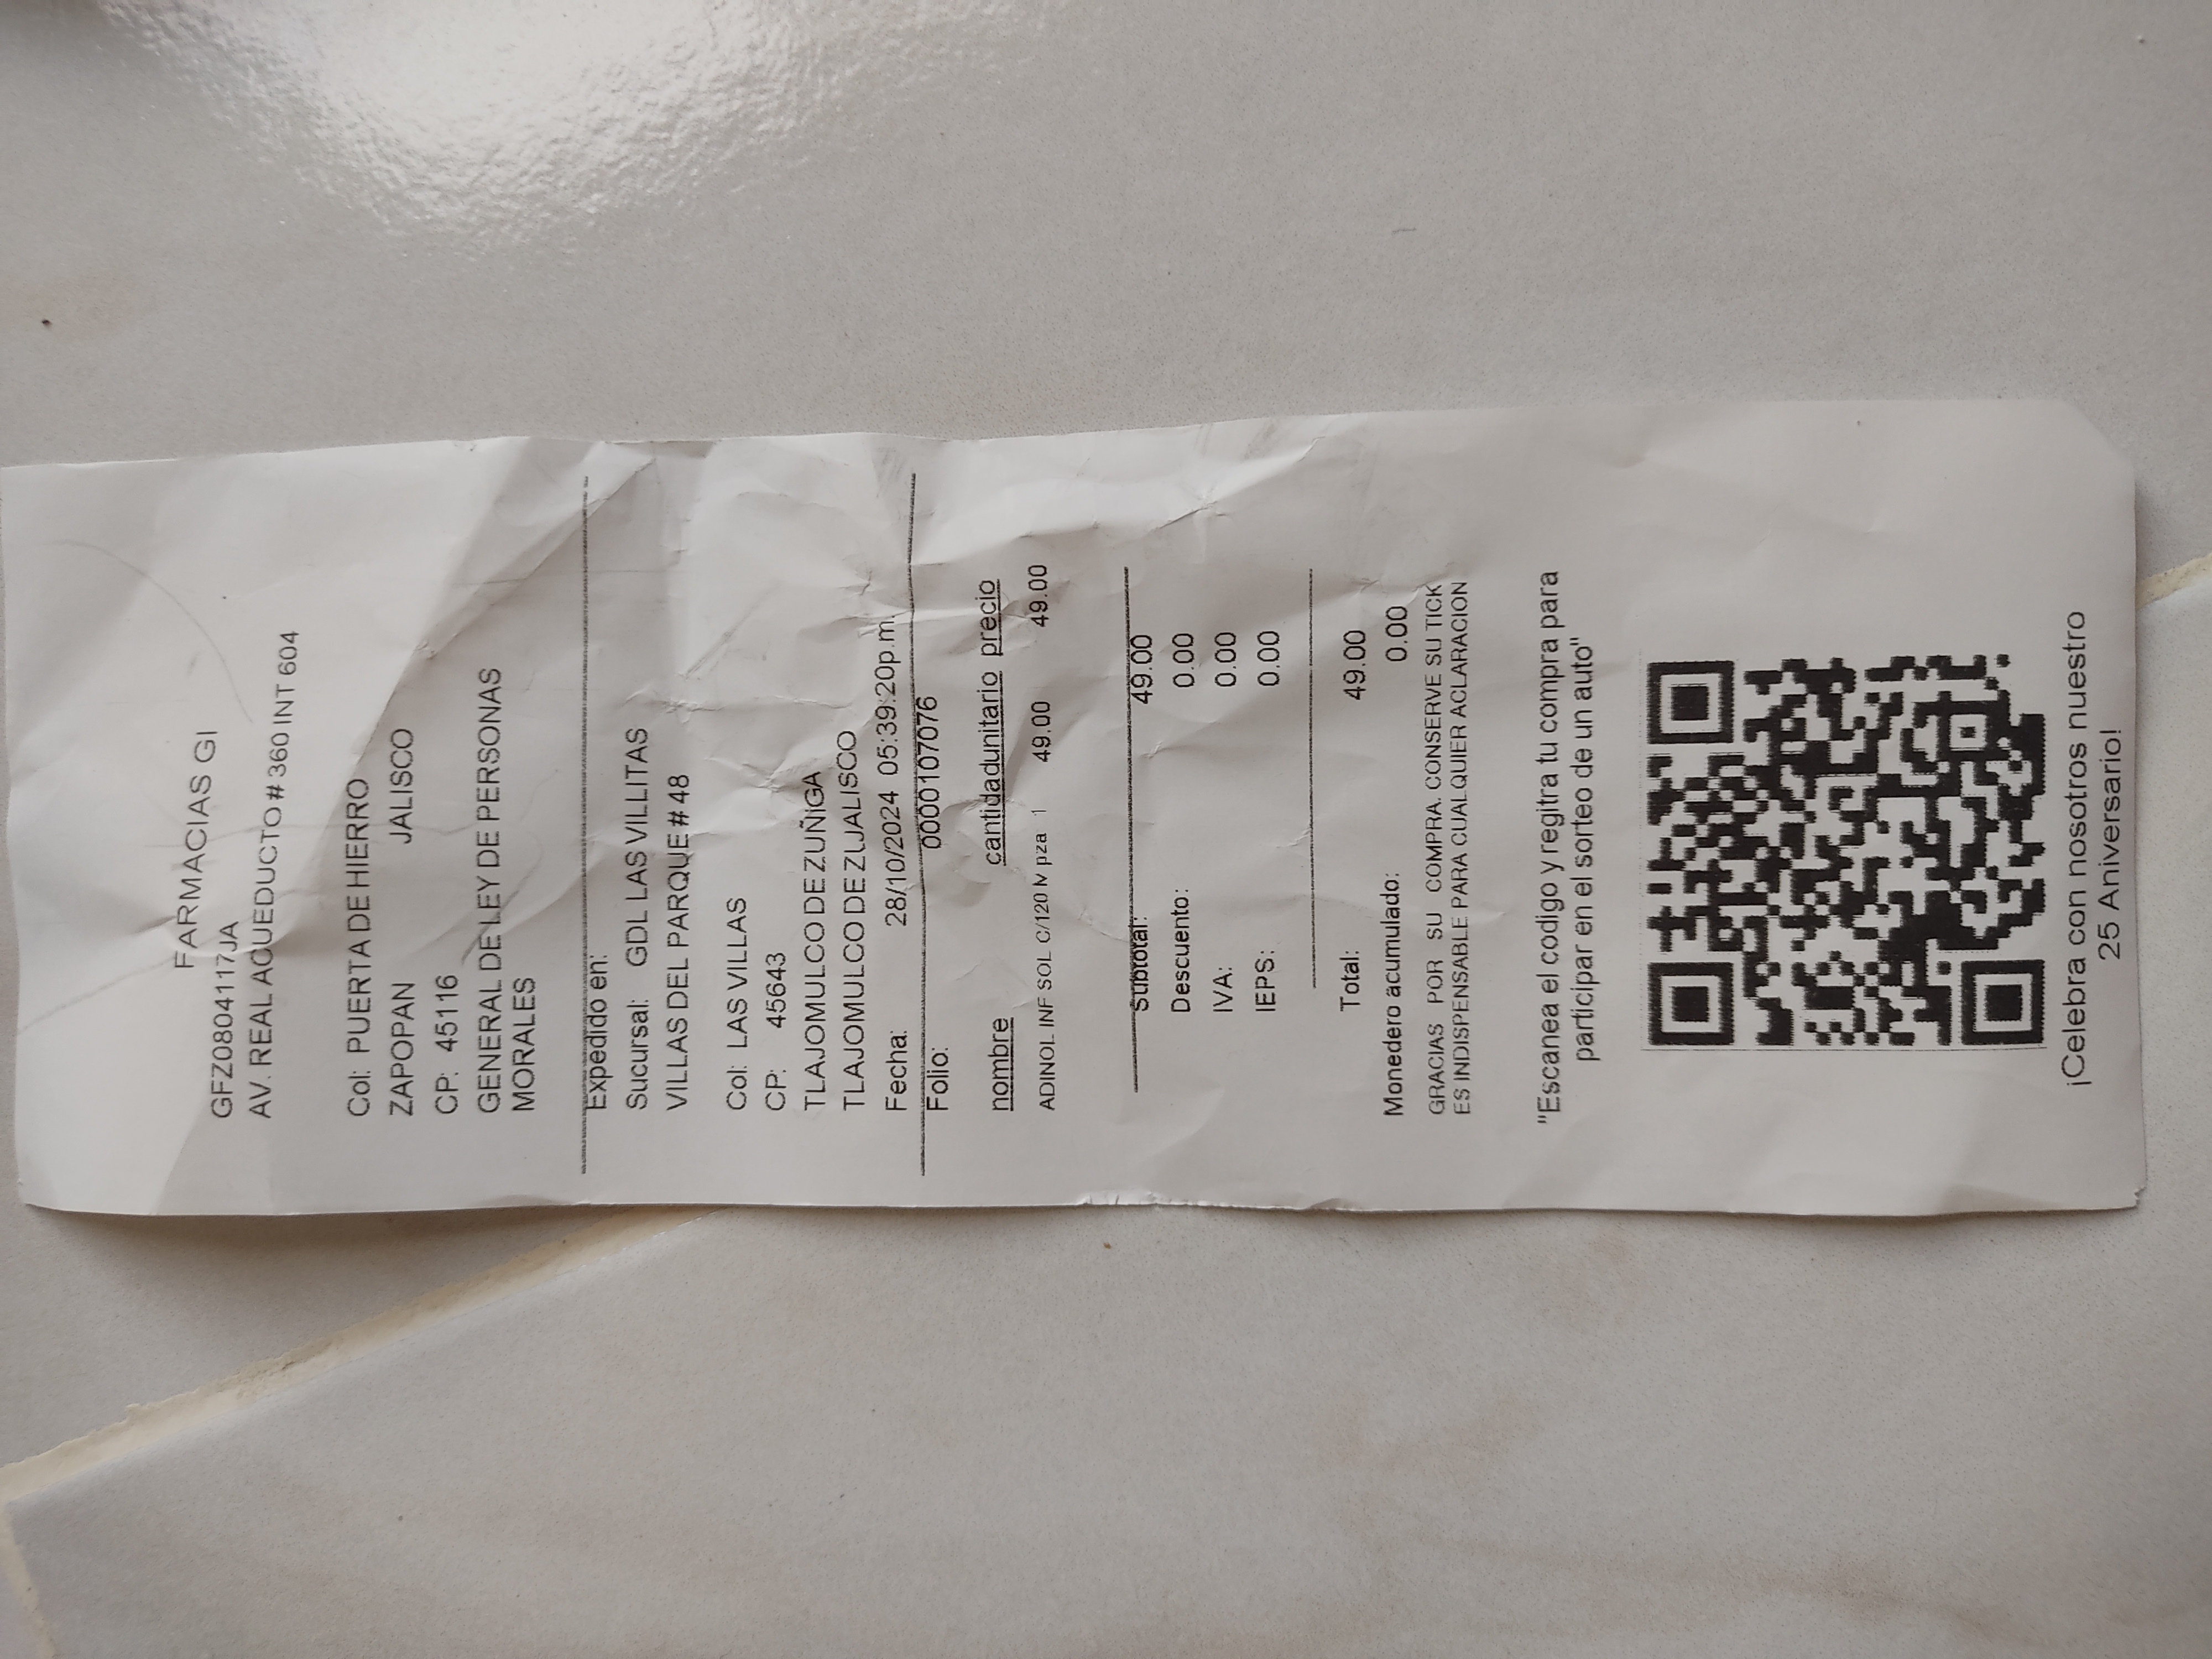 FARMACIAS GI
GFZ0804117JA
AV. REAL ACUEDUCTO # 360 INT 604
Col: PUERTA DE HIERRO
ZAPOPAN JALISCO
CP: 45116
GENERAL DE LEY DE PERSONAS
MORALES
Expedido en:
Sucursal: GDL LAS VILLITAS
VILLAS DEL PARQUE # 48
Col: LAS VILLAS
CP: 45643
TLAJOMULCO DE ZUÑIGA
TLAJOMULCO DE ZUJALISCO
Fecha: 28/10/2024 05:39:20p.m.
Folio: 0000107076
nombre cantidadunitario precio
ADINOL INF SOL C/120 M pza 1 49.00 49.00
Subtotal: 49.00
Descuento: 0.00
IVA: 0.00
IEPS: 0.00
Total: 49.00
Monedero acumulado: 0.00
GRACIAS POR SU COMPRA. CONSERVE SU TICK
ES INDISPENSABLE PARA CUALQUIER ACLARACION
"Escanea el codigo y regitra tu compra para
participar en el sorteo de un auto"
¡Celebra con nosotros nuestro
25 Aniversario!